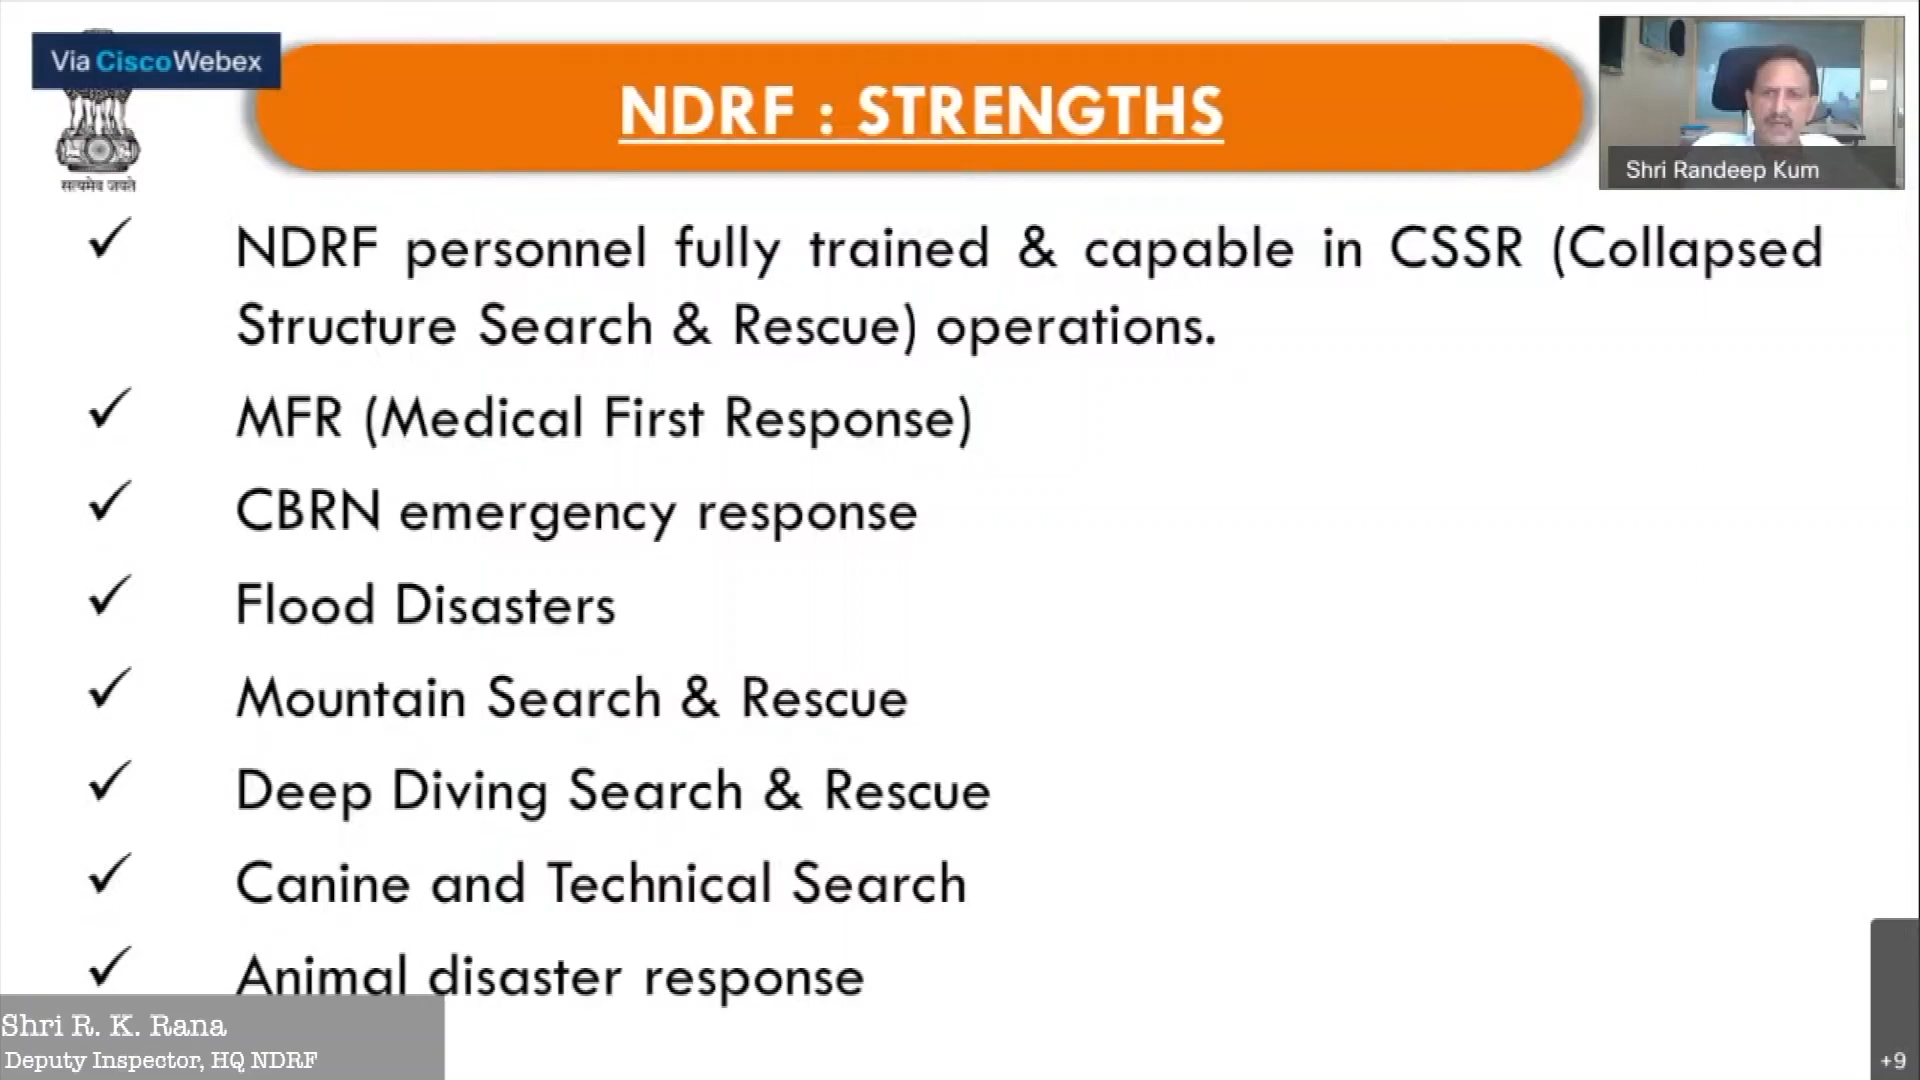 Via CiscoWebex
सत्यमेव जयते
NDRF : STRENGTHS
Shri Randeep Kum
✓ NDRF personnel fully trained & capable in CSSR (Collapsed
Structure Search & Rescue) operations.
✓ MFR (Medical First Response)
✓ CBRN emergency response
✓ Flood Disasters
✓ Mountain Search & Rescue
✓ Deep Diving Search & Rescue
✓ Canine and Technical Search
✓ Animal disaster response
Shri R. K. Rana
Deputy Inspector, HQ NDRF
+9